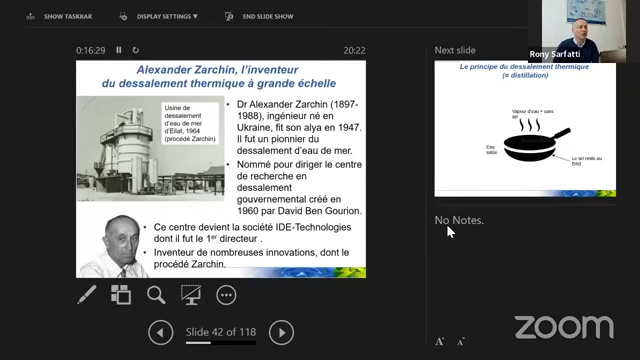 SHOW TASKBAR
DISPLAY SETTINGS ▼
END SLIDE SHOW
Rony Sarfatti
0:16:29
20:22
Next slide
Alexander Zarchin, l'inventeur
du dessalement thermique à grande échelle
Usine de
dessalement
d'eau de mer
d'Eilat, 1964
(procédé Zarchin)
• Dr Alexander Zarchin (1897-
1988), ingénieur né en
Ukraine, fit son alya en 1947.
Il fut un pionnier du
dessalement d'eau de mer.
• Nommé pour diriger le centre
de recherche en
dessalement
gouvernemental créé en
1960 par David Ben Gourion.
• Ce centre devient la société IDE-Technologies
dont il fut le 1er directeur .
• Inventeur de nombreuses innovations, dont le
procédé Zarchin.
Le principe du dessalement thermique
(= distillation)
Vapeur d'eau = sans
sel
Eau
salée
Le sel reste au
fond
No Notes.
Slide 42 of 118
A A
zoom